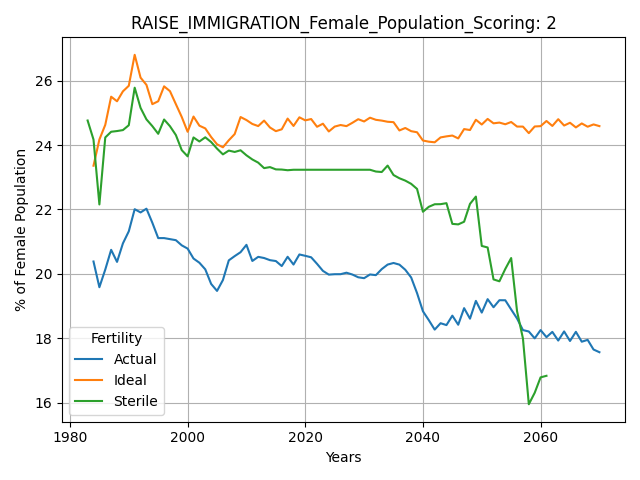 RAISE_IMMIGRATION_Female_Population_Scoring: 2
% of Female Population
26
24
22
20
18
16
Fertility
Actual
Ideal
Sterile
1980 2000 2020 2040 2060
Years